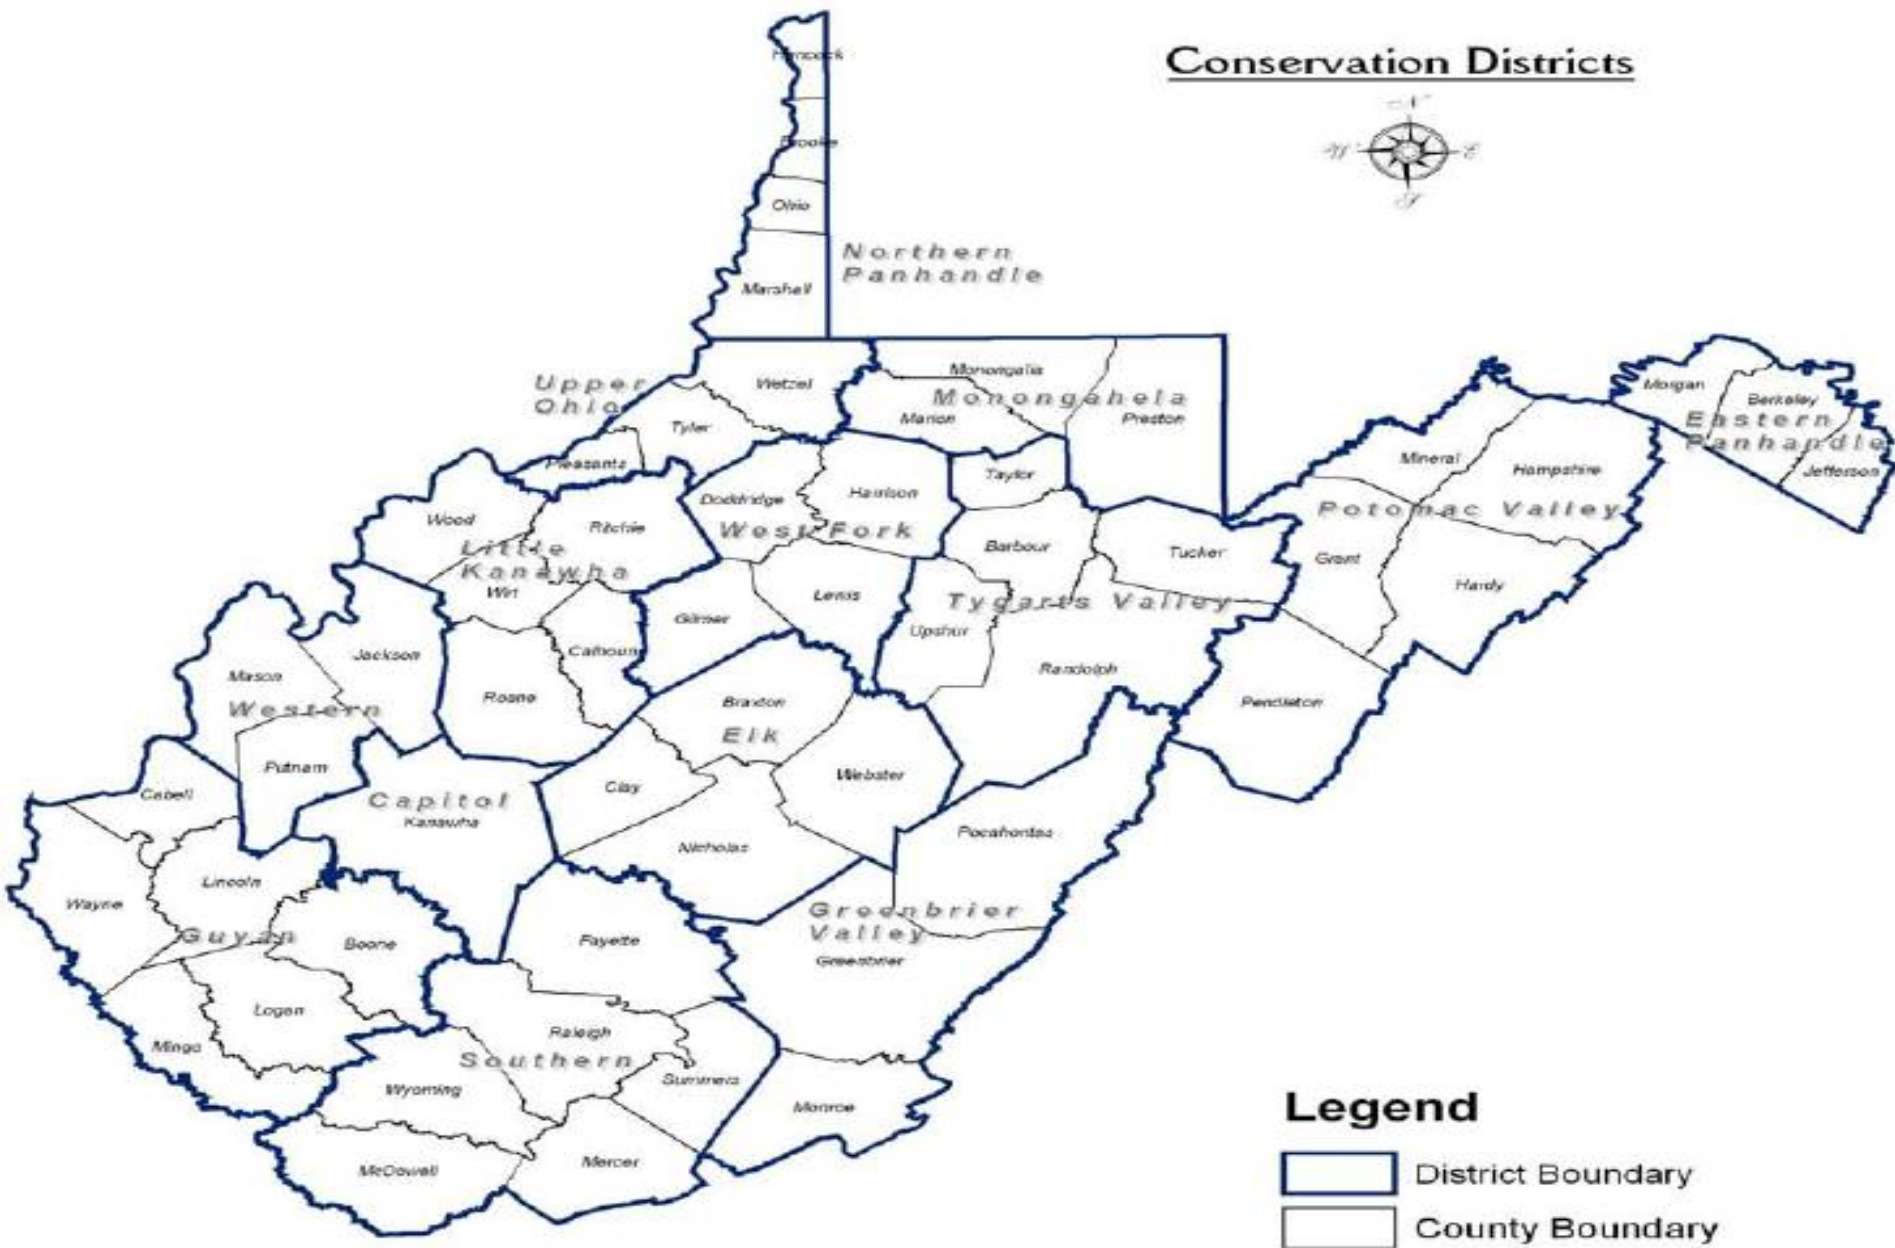 Conservation Districts
N
W
E
S
Hancock
Brooke
Ohio
Marshall
Northern
Panhandle
Upper
Ohio
Wetzel
Tyler
Pleasants
Monongalia
Monongahela
Marion
Preston
Morgan
Berkeley
Eastern
Panhandle
Jefferson
Mineral
Hampshire
Potomac Valley
Grant
Hardy
Pendleton
Wood
Ritchie
Little
Kanawha
Wirt
Calhoun
Roane
Doddridge
Harrison
West Fork
Gilmer
Lewis
Taylor
Barbour
Tucker
Tygarts Valley
Upshur
Randolph
Mason
Jackson
Western
Putnam
Braxton
Elk
Clay
Webster
Nicholas
Capitol
Kanawha
Cabell
Wayne
Lincoln
Guyan
Boone
Logan
Mingo
Pocahontas
Greenbrier
Valley
Greenbrier
Monroe
Fayette
Raleigh
Southern
Summers
Wyoming
McDowell
Mercer
Legend
District Boundary
County Boundary